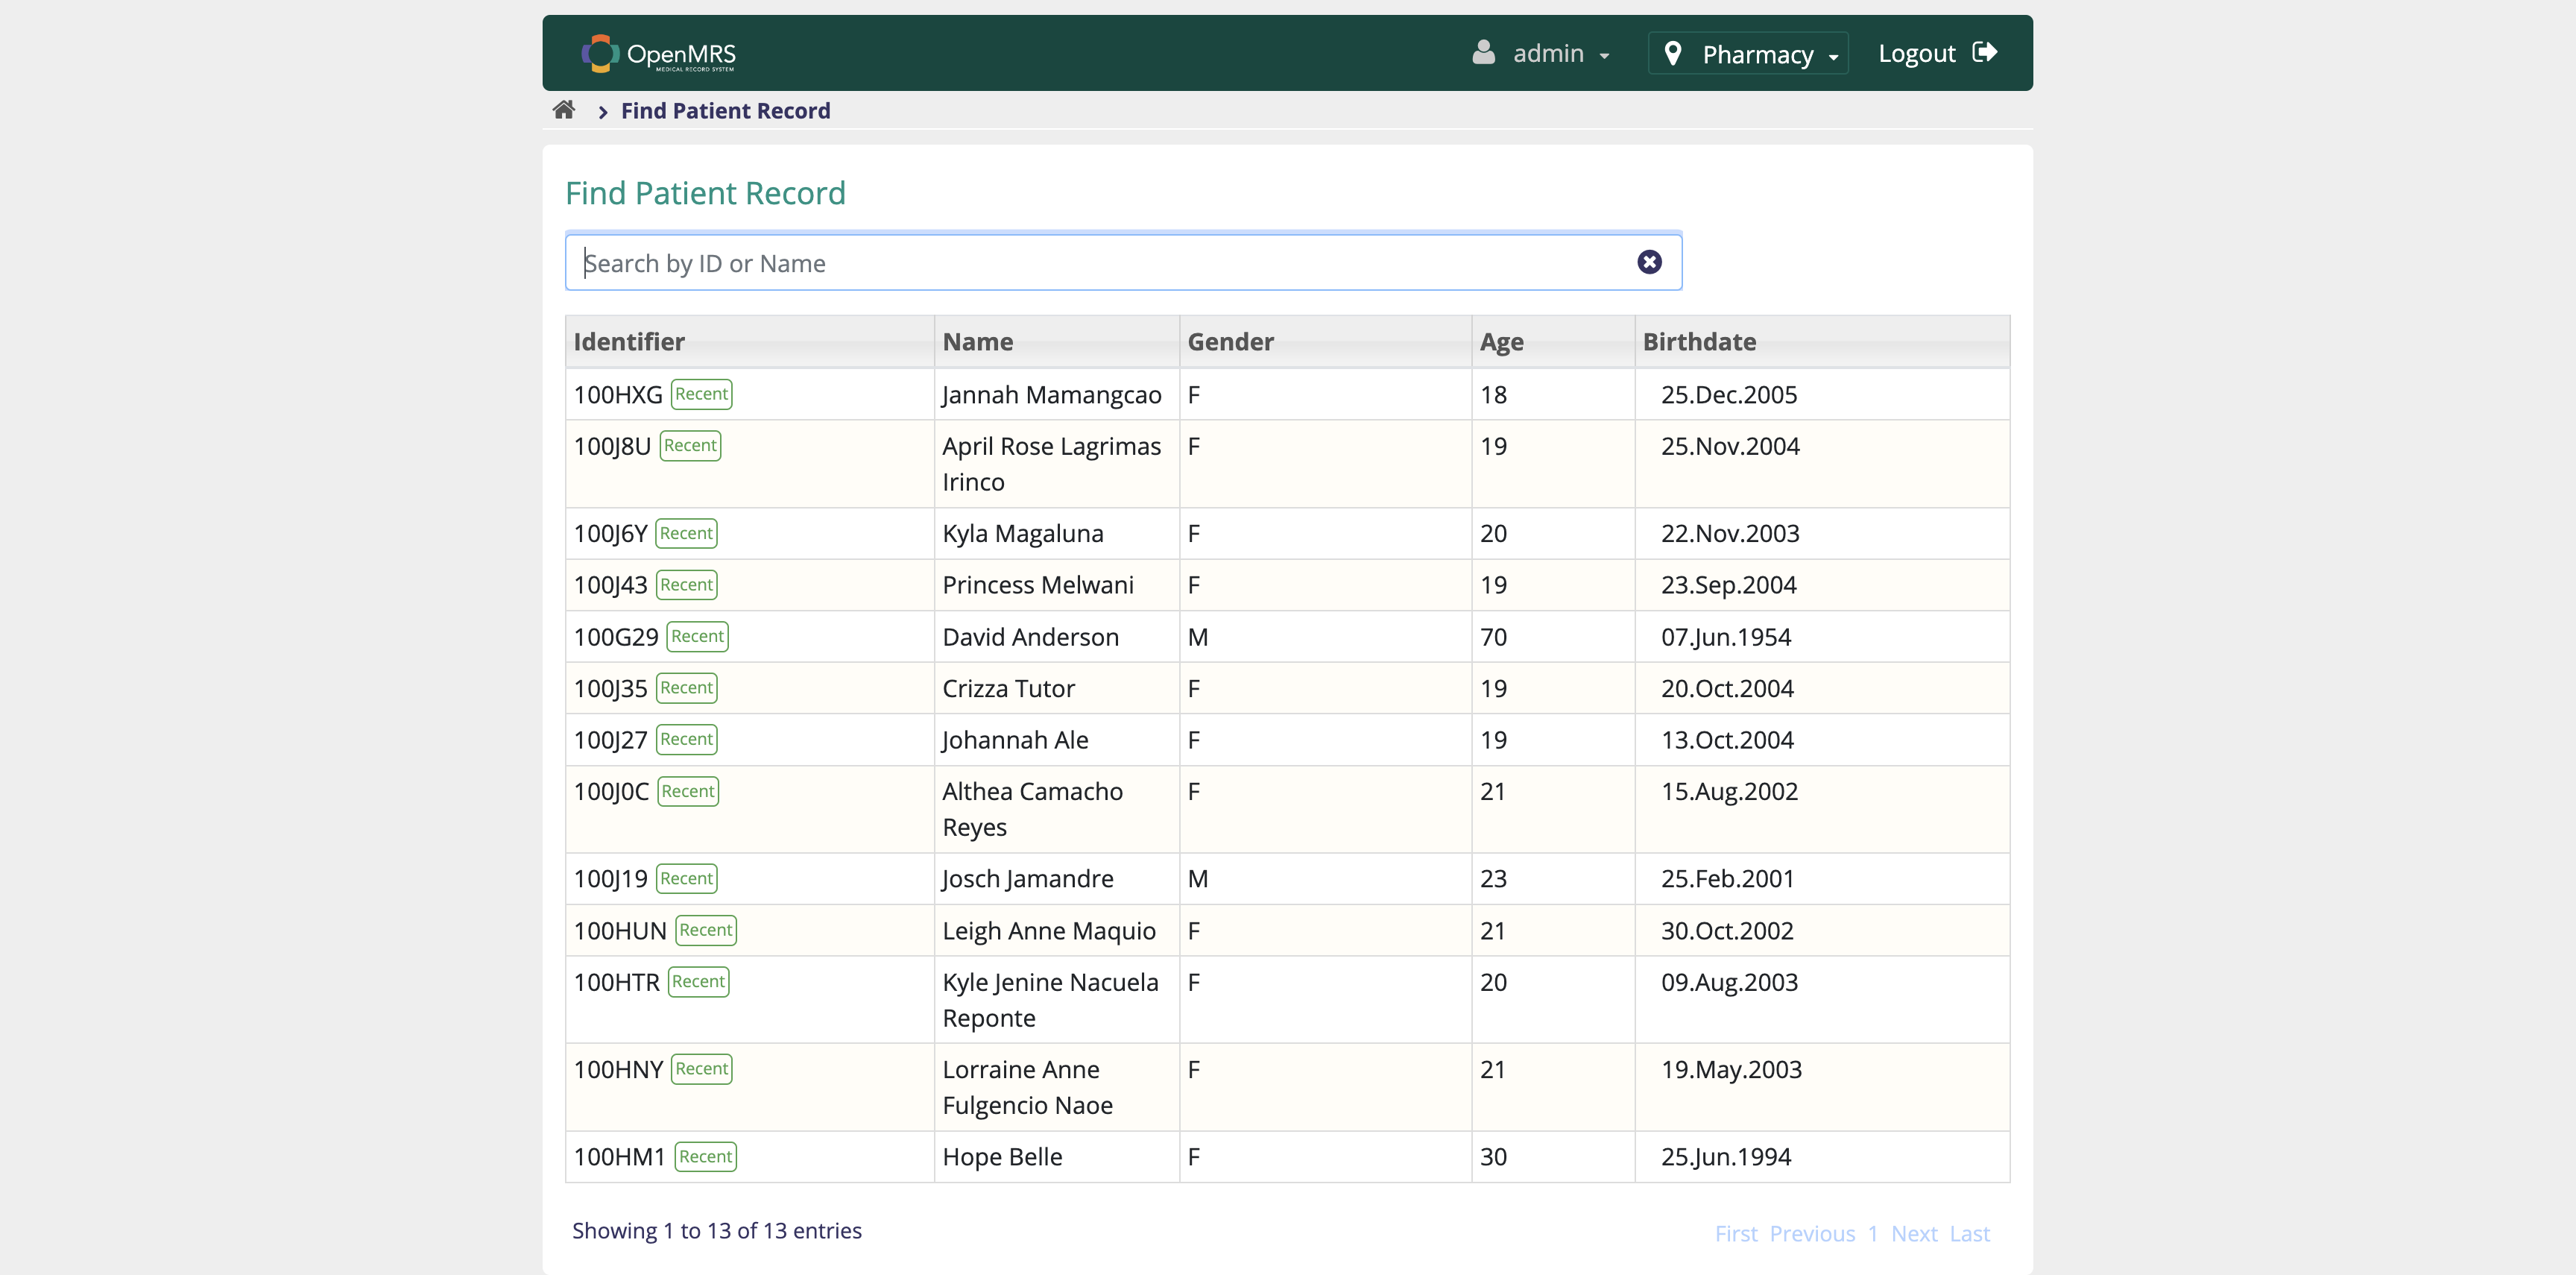 OpenMRS
MEDICAL RECORD SYSTEM
admin
Pharmacy
Logout
Find Patient Record
Find Patient Record
Search by ID or Name
Identifier Name Gender Age Birthdate
100HXG Recent Jannah Mamangcao F 18 25.Dec.2005
100J8U Recent April Rose Lagrimas F 19 25.Nov.2004
Irinco
100J6Y Recent Kyla Magaluna F 20 22.Nov.2003
100J43 Recent Princess Melwani F 19 23.Sep.2004
100G29 Recent David Anderson M 70 07.Jun.1954
100J35 Recent Crizza Tutor F 19 20.Oct.2004
100J27 Recent Johannah Ale F 19 13.Oct.2004
100J0C Recent Althea Camacho F 21 15.Aug.2002
Reyes
100J19 Recent Josch Jamandre M 23 25.Feb.2001
100HUN Recent Leigh Anne Maquio F 21 30.Oct.2002
100HTR Recent Kyle Jenine Nacuela F 20 09.Aug.2003
Reponte
100HNY Recent Lorraine Anne F 21 19.May.2003
Fulgencio Naoe
100HM1 Recent Hope Belle F 30 25.Jun.1994
Showing 1 to 13 of 13 entries
First Previous 1 Next Last